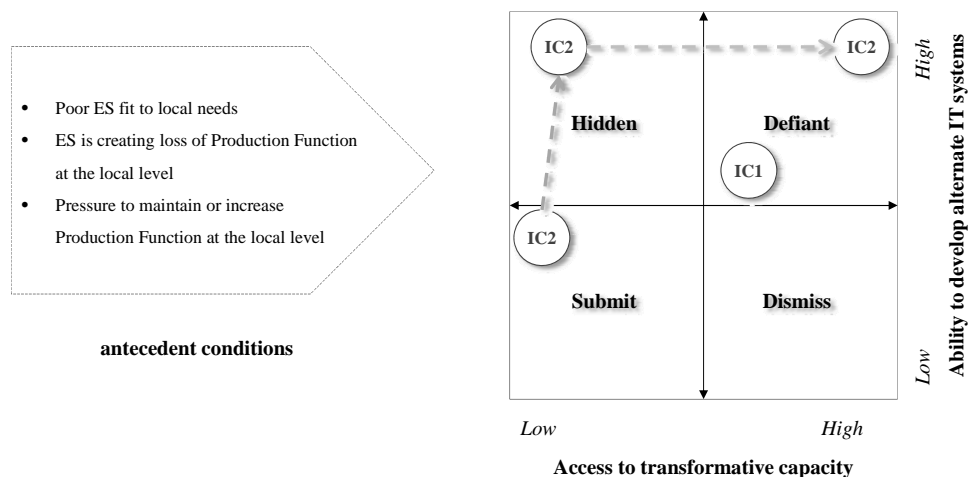 • Poor ES fit to local needs
• ES is creating loss of Production Function
at the local level
• Pressure to maintain or increase
Production Function at the local level
antecedent conditions
IC2
IC2
Hidden
Defiant
IC1
IC2
Submit
Dismiss
Low
High
Access to transformative capacity
High
Low
Ability to develop alternate IT systems